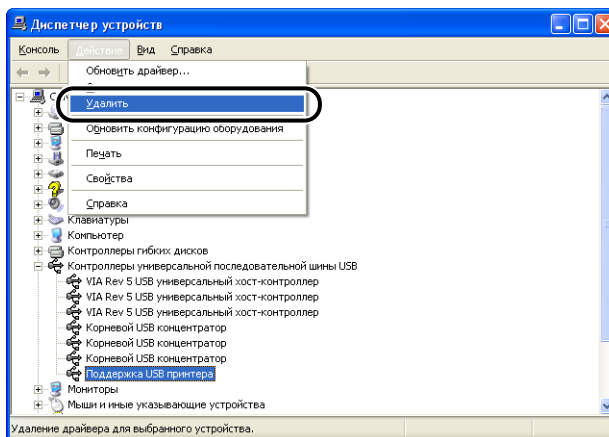 Диспетчер устройств
Консоль Действие Вид Справка
Обновить драйвер...
Удалить
Обновить конфигурацию оборудования
Печать
Свойства
Справка
Клавиатуры
Компьютер
Контроллеры гибких дисков
Контроллеры универсальной последовательной шины USB
VIA Rev 5 USB универсальный хост-контроллер
VIA Rev 5 USB универсальный хост-контроллер
VIA Rev 5 USB универсальный хост-контроллер
Корневой USB концентратор
Корневой USB концентратор
Корневой USB концентратор
Поддержка USB принтера
Мониторы
Мыши и иные указывающие устройства
Удаление драйвера для выбранного устройства.